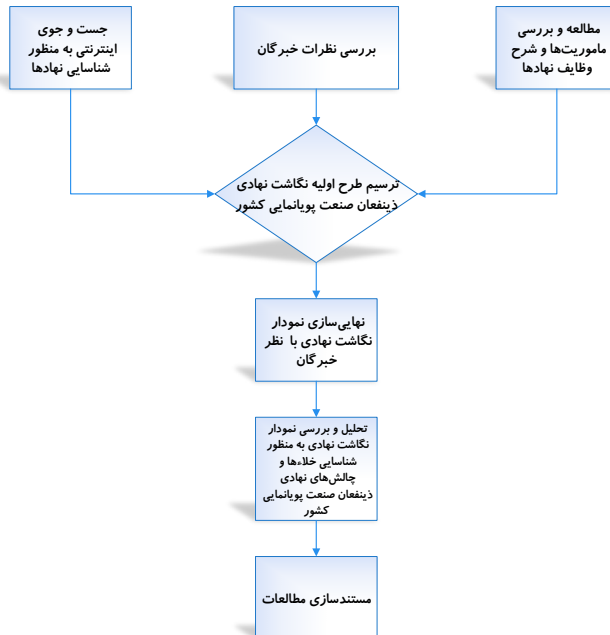 مطالعه و بررسی
ماموریت‌ها و شرح
وظایف نهادها
بررسی نظرات خبرگان
جست و جوی
اینترنتی به منظور
شناسایی نهادها
ترسیم طرح اولیه نگاشت نهادی
ذینفعان صنعت پویانمایی کشور
نهایی‌سازی نمودار
نگاشت نهادی با نظر
خبرگان
تحلیل و بررسی نمودار
نگاشت نهادی به منظور
شناسایی خلاءها و
چالش‌های نهادی
ذینفعان صنعت پویانمایی
کشور
مستندسازی مطالعات